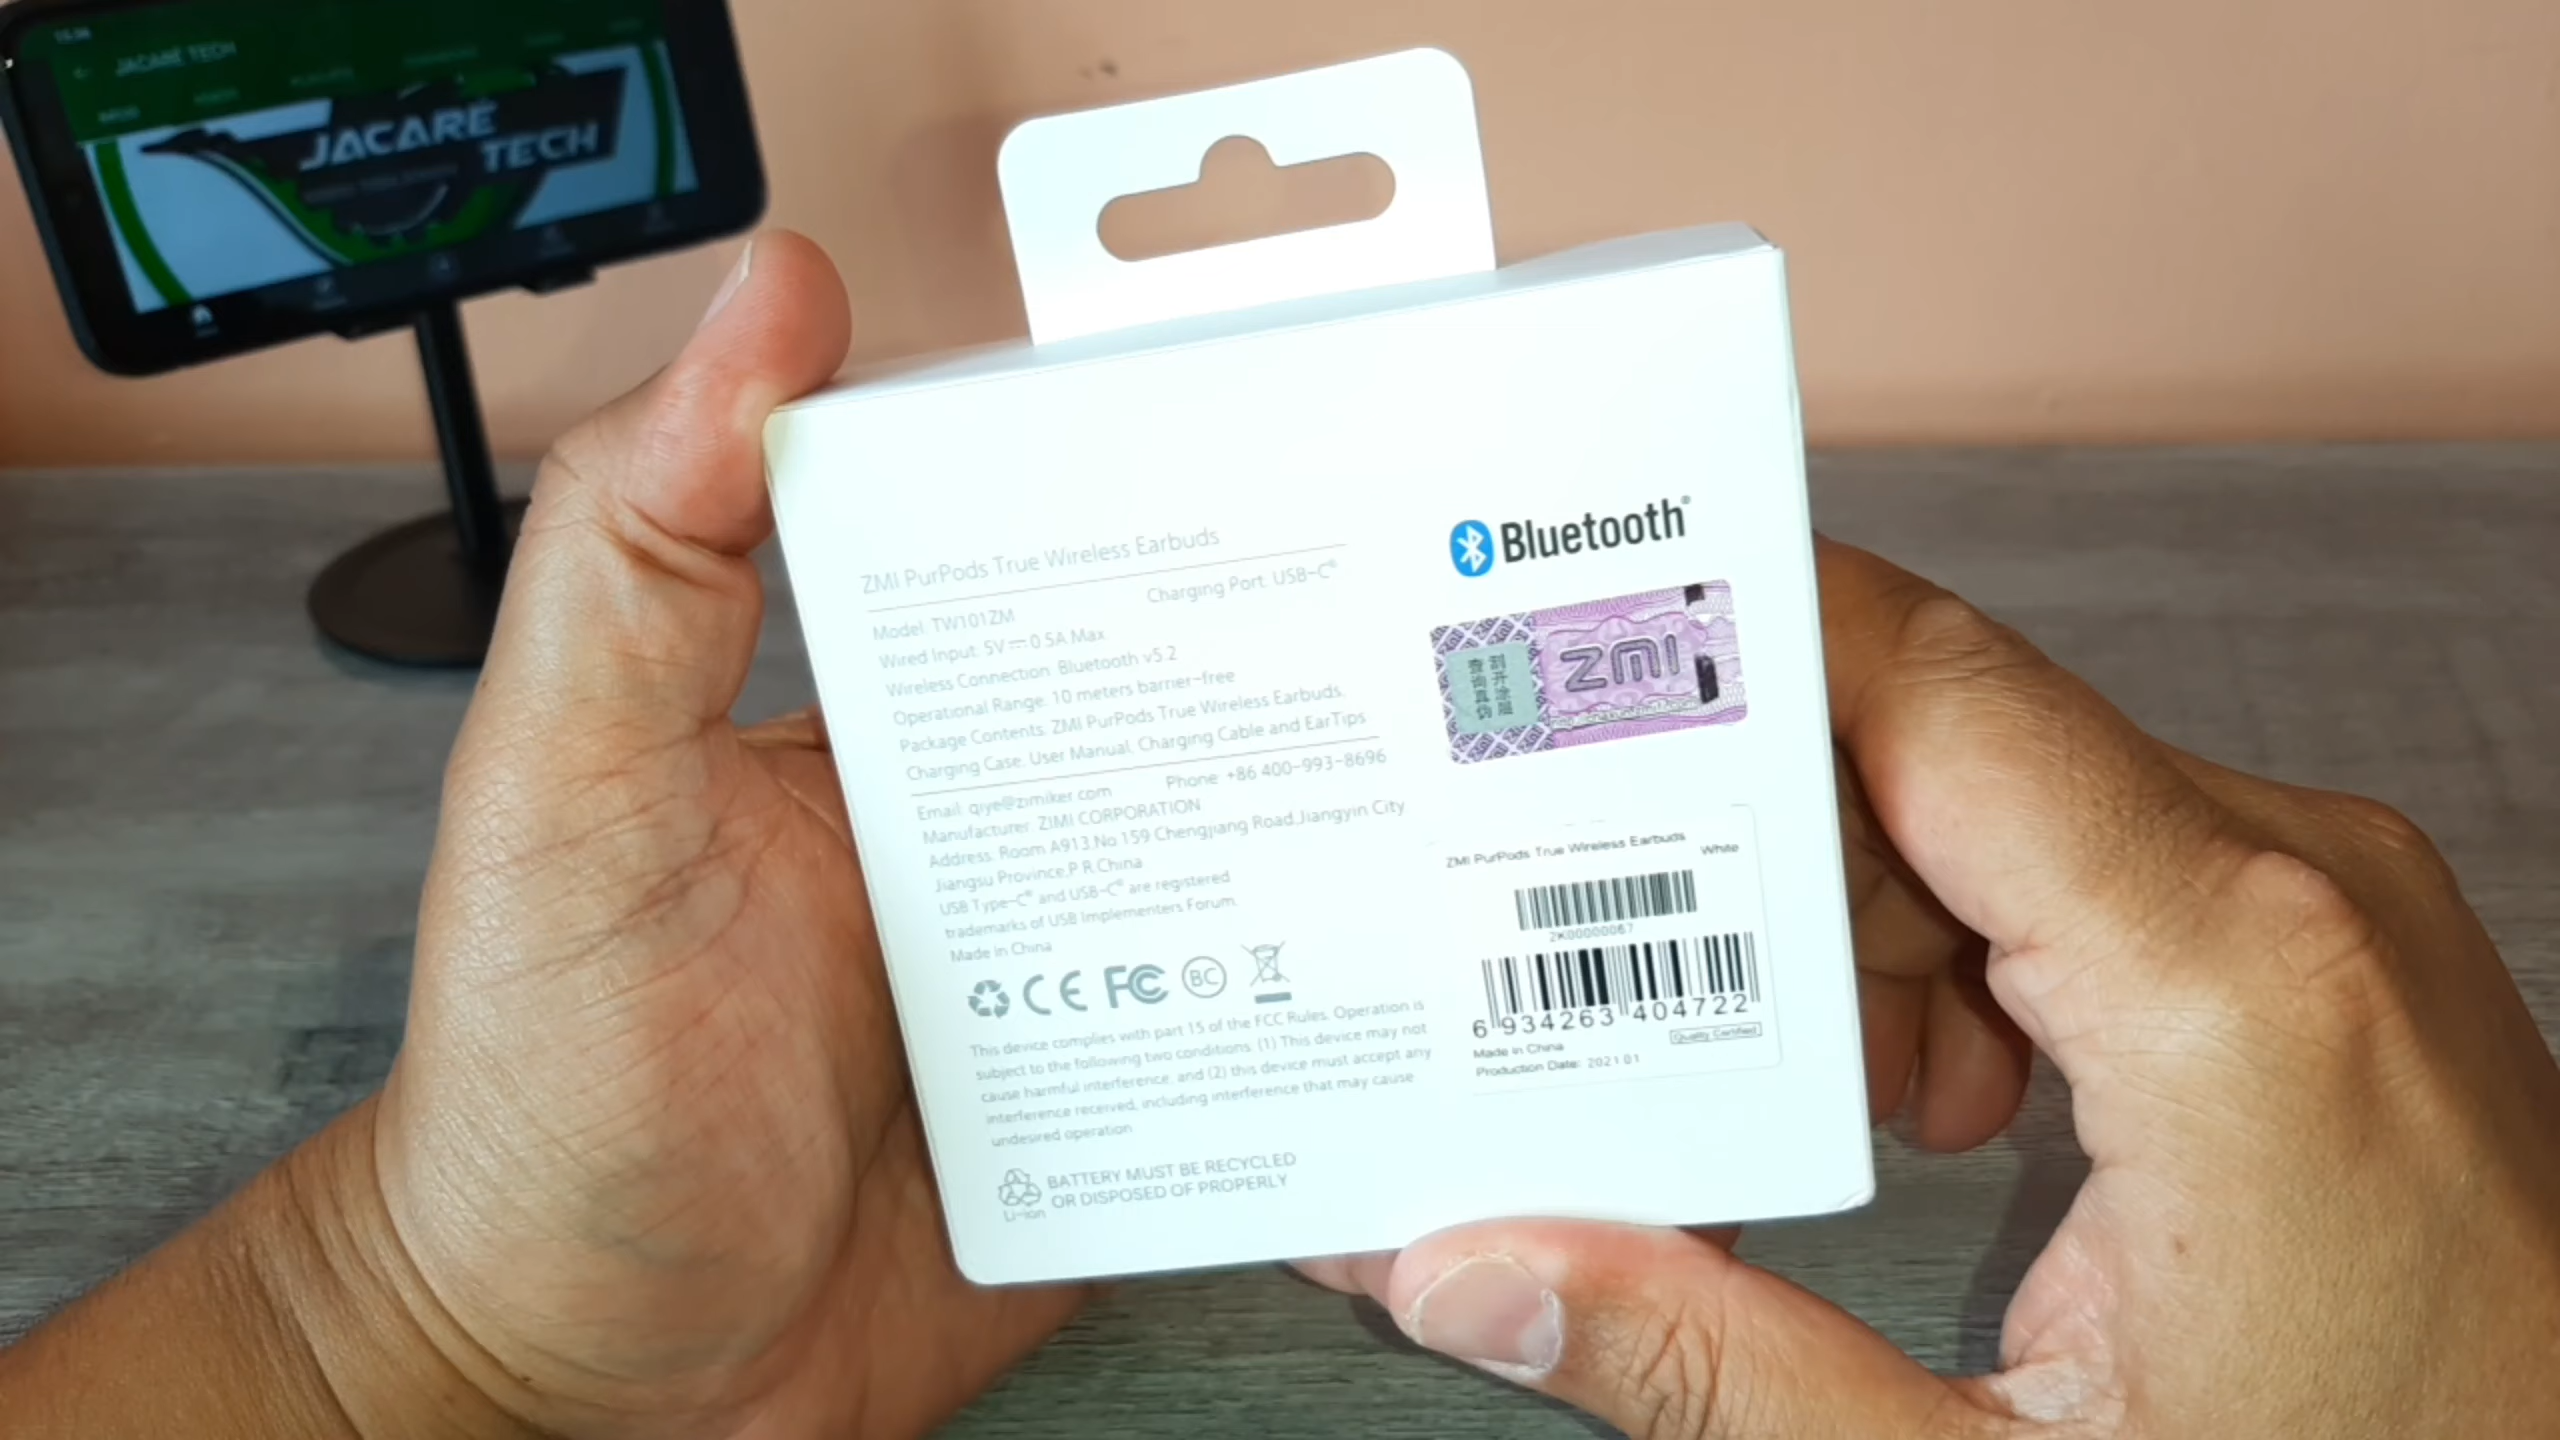 JACARÉ TECH
JACARÉ
TECH
ZMI PurPods True Wireless Earbuds
Model: TW101ZM
Charging Port: USB-C®
Wired Input: 5V⎓0.5A Max.
Wireless Connection: Bluetooth v5.2
Operational Range: 10 meters barrier-free
Package Contents: ZMI PurPods True Wireless Earbuds,
Charging Case, User Manual, Charging Cable and EarTips
Email: qiye@zimiker.com
Phone: +86 400-993-8696
Manufacturer: ZIMI CORPORATION
Address: Room A913,No.159 Chengjiang Road,Jiangyin City
Jiangsu Province,P.R.China
USB Type-C® and USB-C® are registered
trademarks of USB Implementers Forum.
Made in China
CE FC BC
This device complies with part 15 of the FCC Rules. Operation is
subject to the following two conditions: (1) This device may not
cause harmful interference, and (2) this device must accept any
interference received, including interference that may cause
undesired operation.
BATTERY MUST BE RECYCLED
OR DISPOSED OF PROPERLY
Li-ion
Bluetooth®
刮开涂层
查询真伪
ZMI
ZMI PurPods True Wireless Earbuds
White
2K00000067
6 934263 404722
Quality Certified
Made in China
Production Date: 2021.01